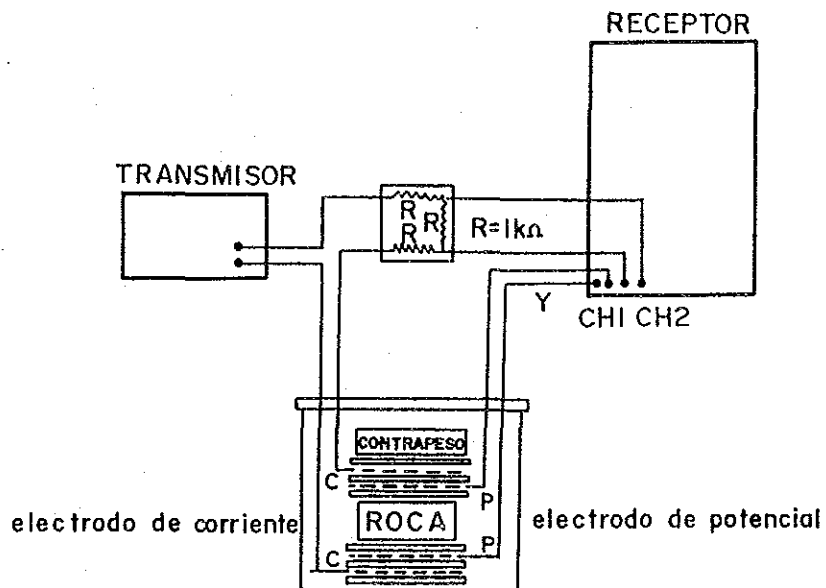 RECEPTOR
TRANSMISOR
R
R
R
R=1kΩ
Y
CH1 CH2
CONTRAPESO
C
P
ROCA
electrodo de corriente
electrodo de potencial
C
P